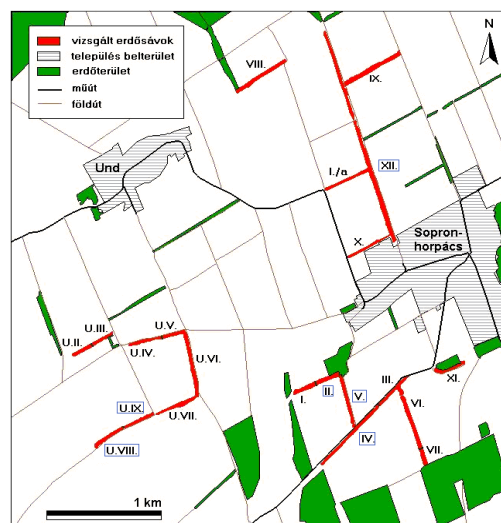 vizsgált erdősávok
település belterület
erdőterület
műút
földút
N
VIII.
IX.
I./a
XII.
Und
X.
Sopron-
horpács
U.II.
U.III.
U.IV.
U.V.
U.VI.
U.VII.
U.IX.
U.VIII.
I.
II.
III.
V.
IV.
VI.
XI.
VII.
1 km